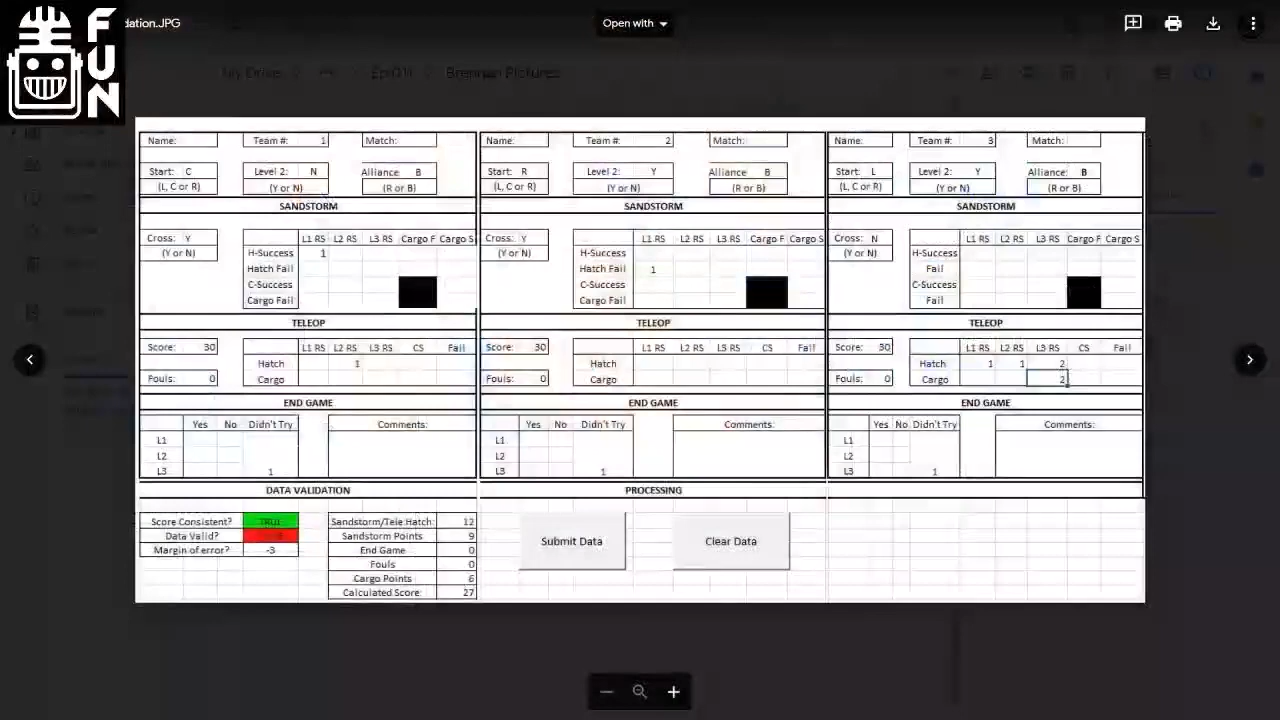 FUN
dation.JPG
Open with
My Drive
Brennan Pictures
Name: Team #: 1 Match: Name: Team #: 2 Match: Name: Team #: 3 Match:
Start: C Level 2: N Alliance: B Start: R Level 2: Y Alliance B Start: L Level 2: Y Alliance: B
(L, C or R) (Y or N) (R or B) (L, C or R) (Y or N) (R or B) (L, C or R) (Y or N) (R or B)
SANDSTORM SANDSTORM SANDSTORM
Cross: Y L1 RS L2 RS L3 RS Cargo F Cargo S Cross: Y L1 RS L2 RS L3 RS Cargo F Cargo S Cross: N L1 RS L2 RS L3 RS Cargo F Cargo S
(Y or N) H-Success 1 (Y or N) H-Success (Y or N) H-Success
Hatch Fail Hatch Fail 1 Fail
C-Success C-Success C-Success
Cargo Fail Cargo Fail Fail
TELEOP TELEOP TELEOP
Score: 30 L1 RS L2 RS L3 RS CS Fail Score: 30 L1 RS L2 RS L3 RS CS Fail Score: 30 L1 RS L2 RS L3 RS CS Fail
Hatch 1 Hatch Hatch 1 1 2
Fouls: 0 Cargo Fouls: 0 Cargo Fouls: 0 Cargo 2
END GAME END GAME END GAME
Yes No Didn't Try Comments: Yes No Didn't Try Comments: Yes No Didn't Try Comments:
L1 L1 L1
L2 L2 L2
L3 1 L3 1 L3 1
DATA VALIDATION PROCESSING
Score Consistent? TRUE Sandstorm/Tele Hatch: 12
Data Valid? Sandstorm Points 9
Margin of error? -3 End Game 0
Fouls 0
Cargo Points 6
Calculated Score: 27
Submit Data Clear Data